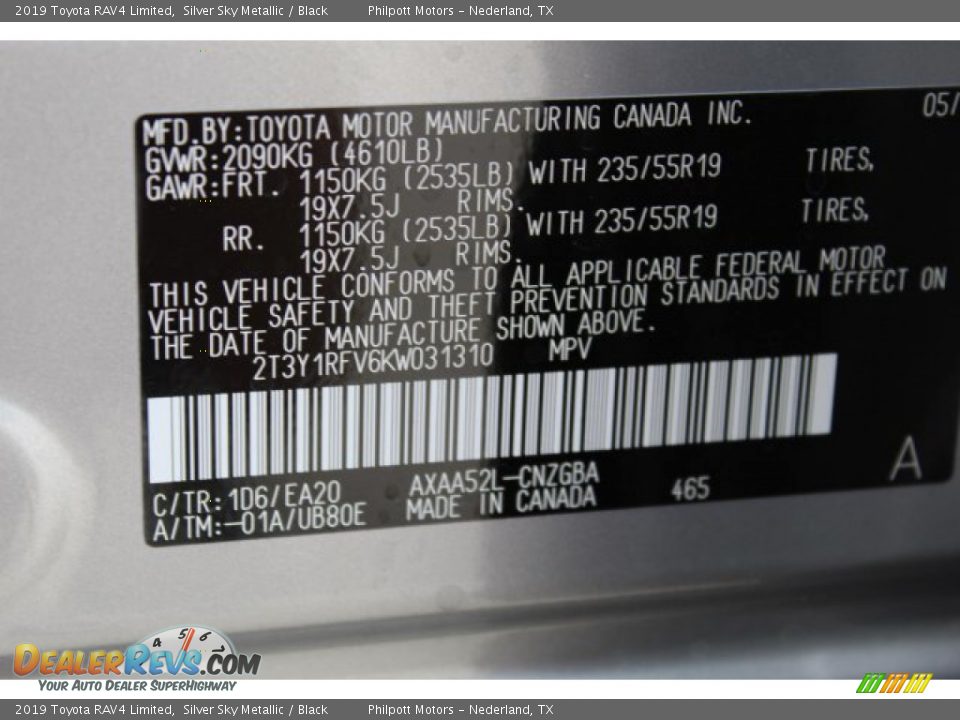 2019 Toyota RAV4 Limited, Silver Sky Metallic / Black Philpott Motors – Nederland, TX
MFD.BY:TOYOTA MOTOR MANUFACTURING CANADA INC. 05/
GVWR:2090KG (4610LB)
GAWR:FRT. 1150KG (2535LB) WITH 235/55R19 TIRES,
19X7.5J RIMS.
RR. 1150KG (2535LB) WITH 235/55R19 TIRES,
19X7.5J RIMS.
THIS VEHICLE CONFORMS TO ALL APPLICABLE FEDERAL MOTOR
VEHICLE SAFETY AND THEFT PREVENTION STANDARDS IN EFFECT ON
THE DATE OF MANUFACTURE SHOWN ABOVE.
2T3Y1RFV6KW031310 MPV
C/TR:1D6/EA20 AXAA52L-CNZGBA 465 A
A/TM:-01A/UB80E MADE IN CANADA
4 5 6
DEALERREVS.COM
YOUR AUTO DEALER SUPERHIGHWAY
2019 Toyota RAV4 Limited, Silver Sky Metallic / Black Philpott Motors – Nederland, TX